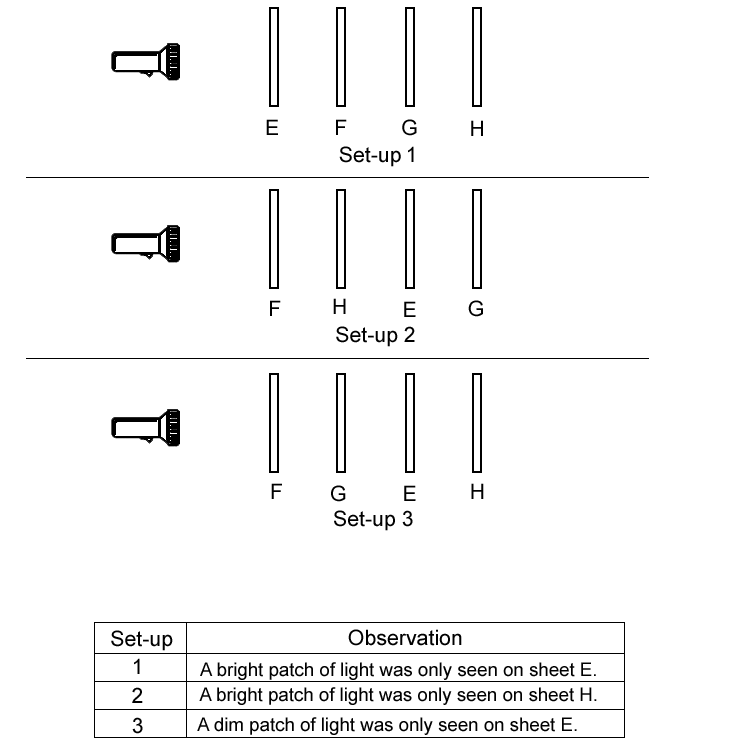 E F G H
Set-up 1
F H E G
Set-up 2
F G E H
Set-up 3
Set-up Observation
1 A bright patch of light was only seen on sheet E.
2 A bright patch of light was only seen on sheet H.
3 A dim patch of light was only seen on sheet E.